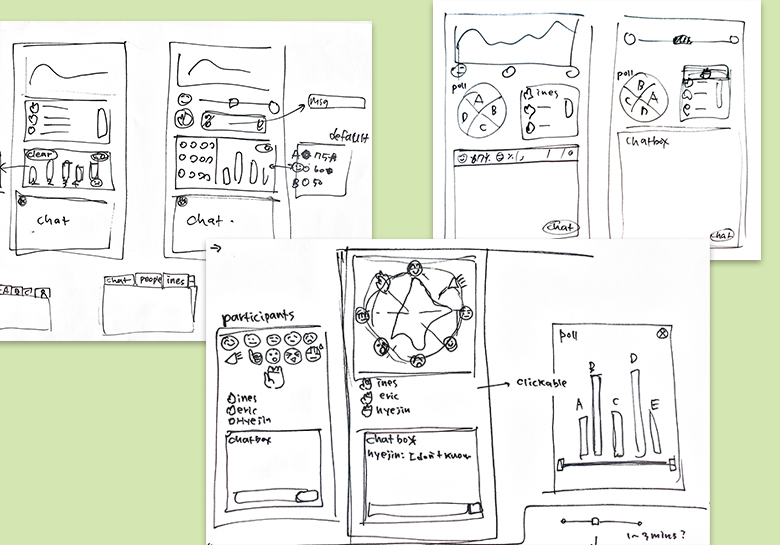 clear
chat
msg
default
A 75%
60
B 50
chat.
A B C R
chat people ines
poll
A
B
C
D
ines
chat
poll
B
A
C
D
chatbox
chat
participants
ines
eric
Hyejin
chatbox
ines
eric
hyejin
chatbox
hyejin: I don't know
clickable
poll
A
B
C
D
E
1~3 mins?